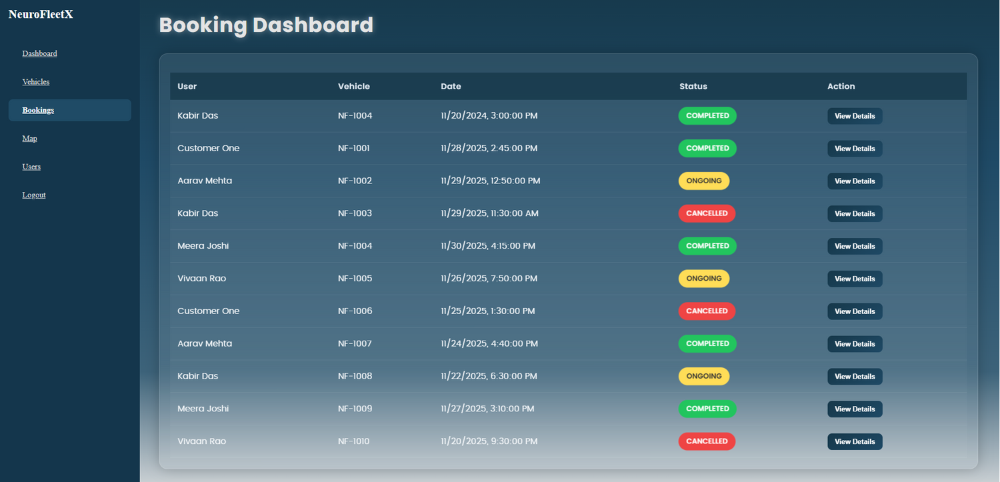 NeuroFleetX
Dashboard
Vehicles
Bookings
Map
Users
Logout
Booking Dashboard
User Vehicle Date Status Action
Kabir Das NF-1004 11/20/2024, 3:00:00 PM COMPLETED View Details
Customer One NF-1001 11/28/2025, 2:45:00 PM COMPLETED View Details
Aarav Mehta NF-1002 11/29/2025, 12:50:00 PM ONGOING View Details
Kabir Das NF-1003 11/29/2025, 11:30:00 AM CANCELLED View Details
Meera Joshi NF-1004 11/30/2025, 4:15:00 PM COMPLETED View Details
Vivaan Rao NF-1005 11/26/2025, 7:50:00 PM ONGOING View Details
Customer One NF-1006 11/25/2025, 1:30:00 PM CANCELLED View Details
Aarav Mehta NF-1007 11/24/2025, 4:40:00 PM COMPLETED View Details
Kabir Das NF-1008 11/22/2025, 6:30:00 PM ONGOING View Details
Meera Joshi NF-1009 11/27/2025, 3:10:00 PM COMPLETED View Details
Vivaan Rao NF-1010 11/20/2025, 9:30:00 PM CANCELLED View Details